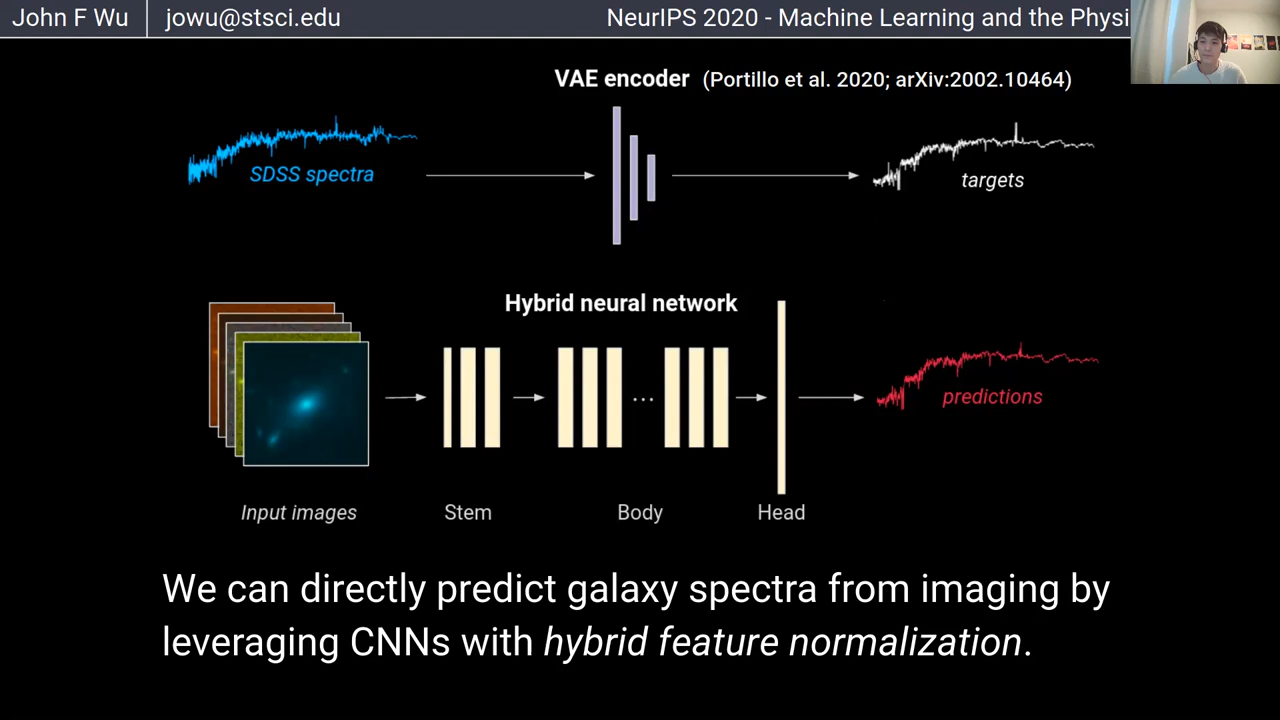 John F Wu jowu@stsci.edu NeurIPS 2020 - Machine Learning and the Physi
VAE encoder (Portillo et al. 2020; arXiv:2002.10464)
SDSS spectra
targets
Hybrid neural network
predictions
Input images Stem Body Head
We can directly predict galaxy spectra from imaging by
leveraging CNNs with hybrid feature normalization.